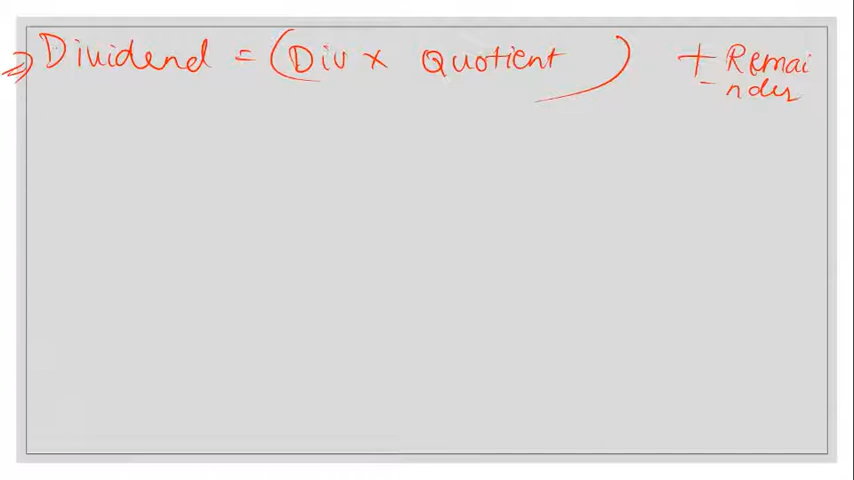 ⇒ Dividend = (Div × Quotient) + Remai-
nder